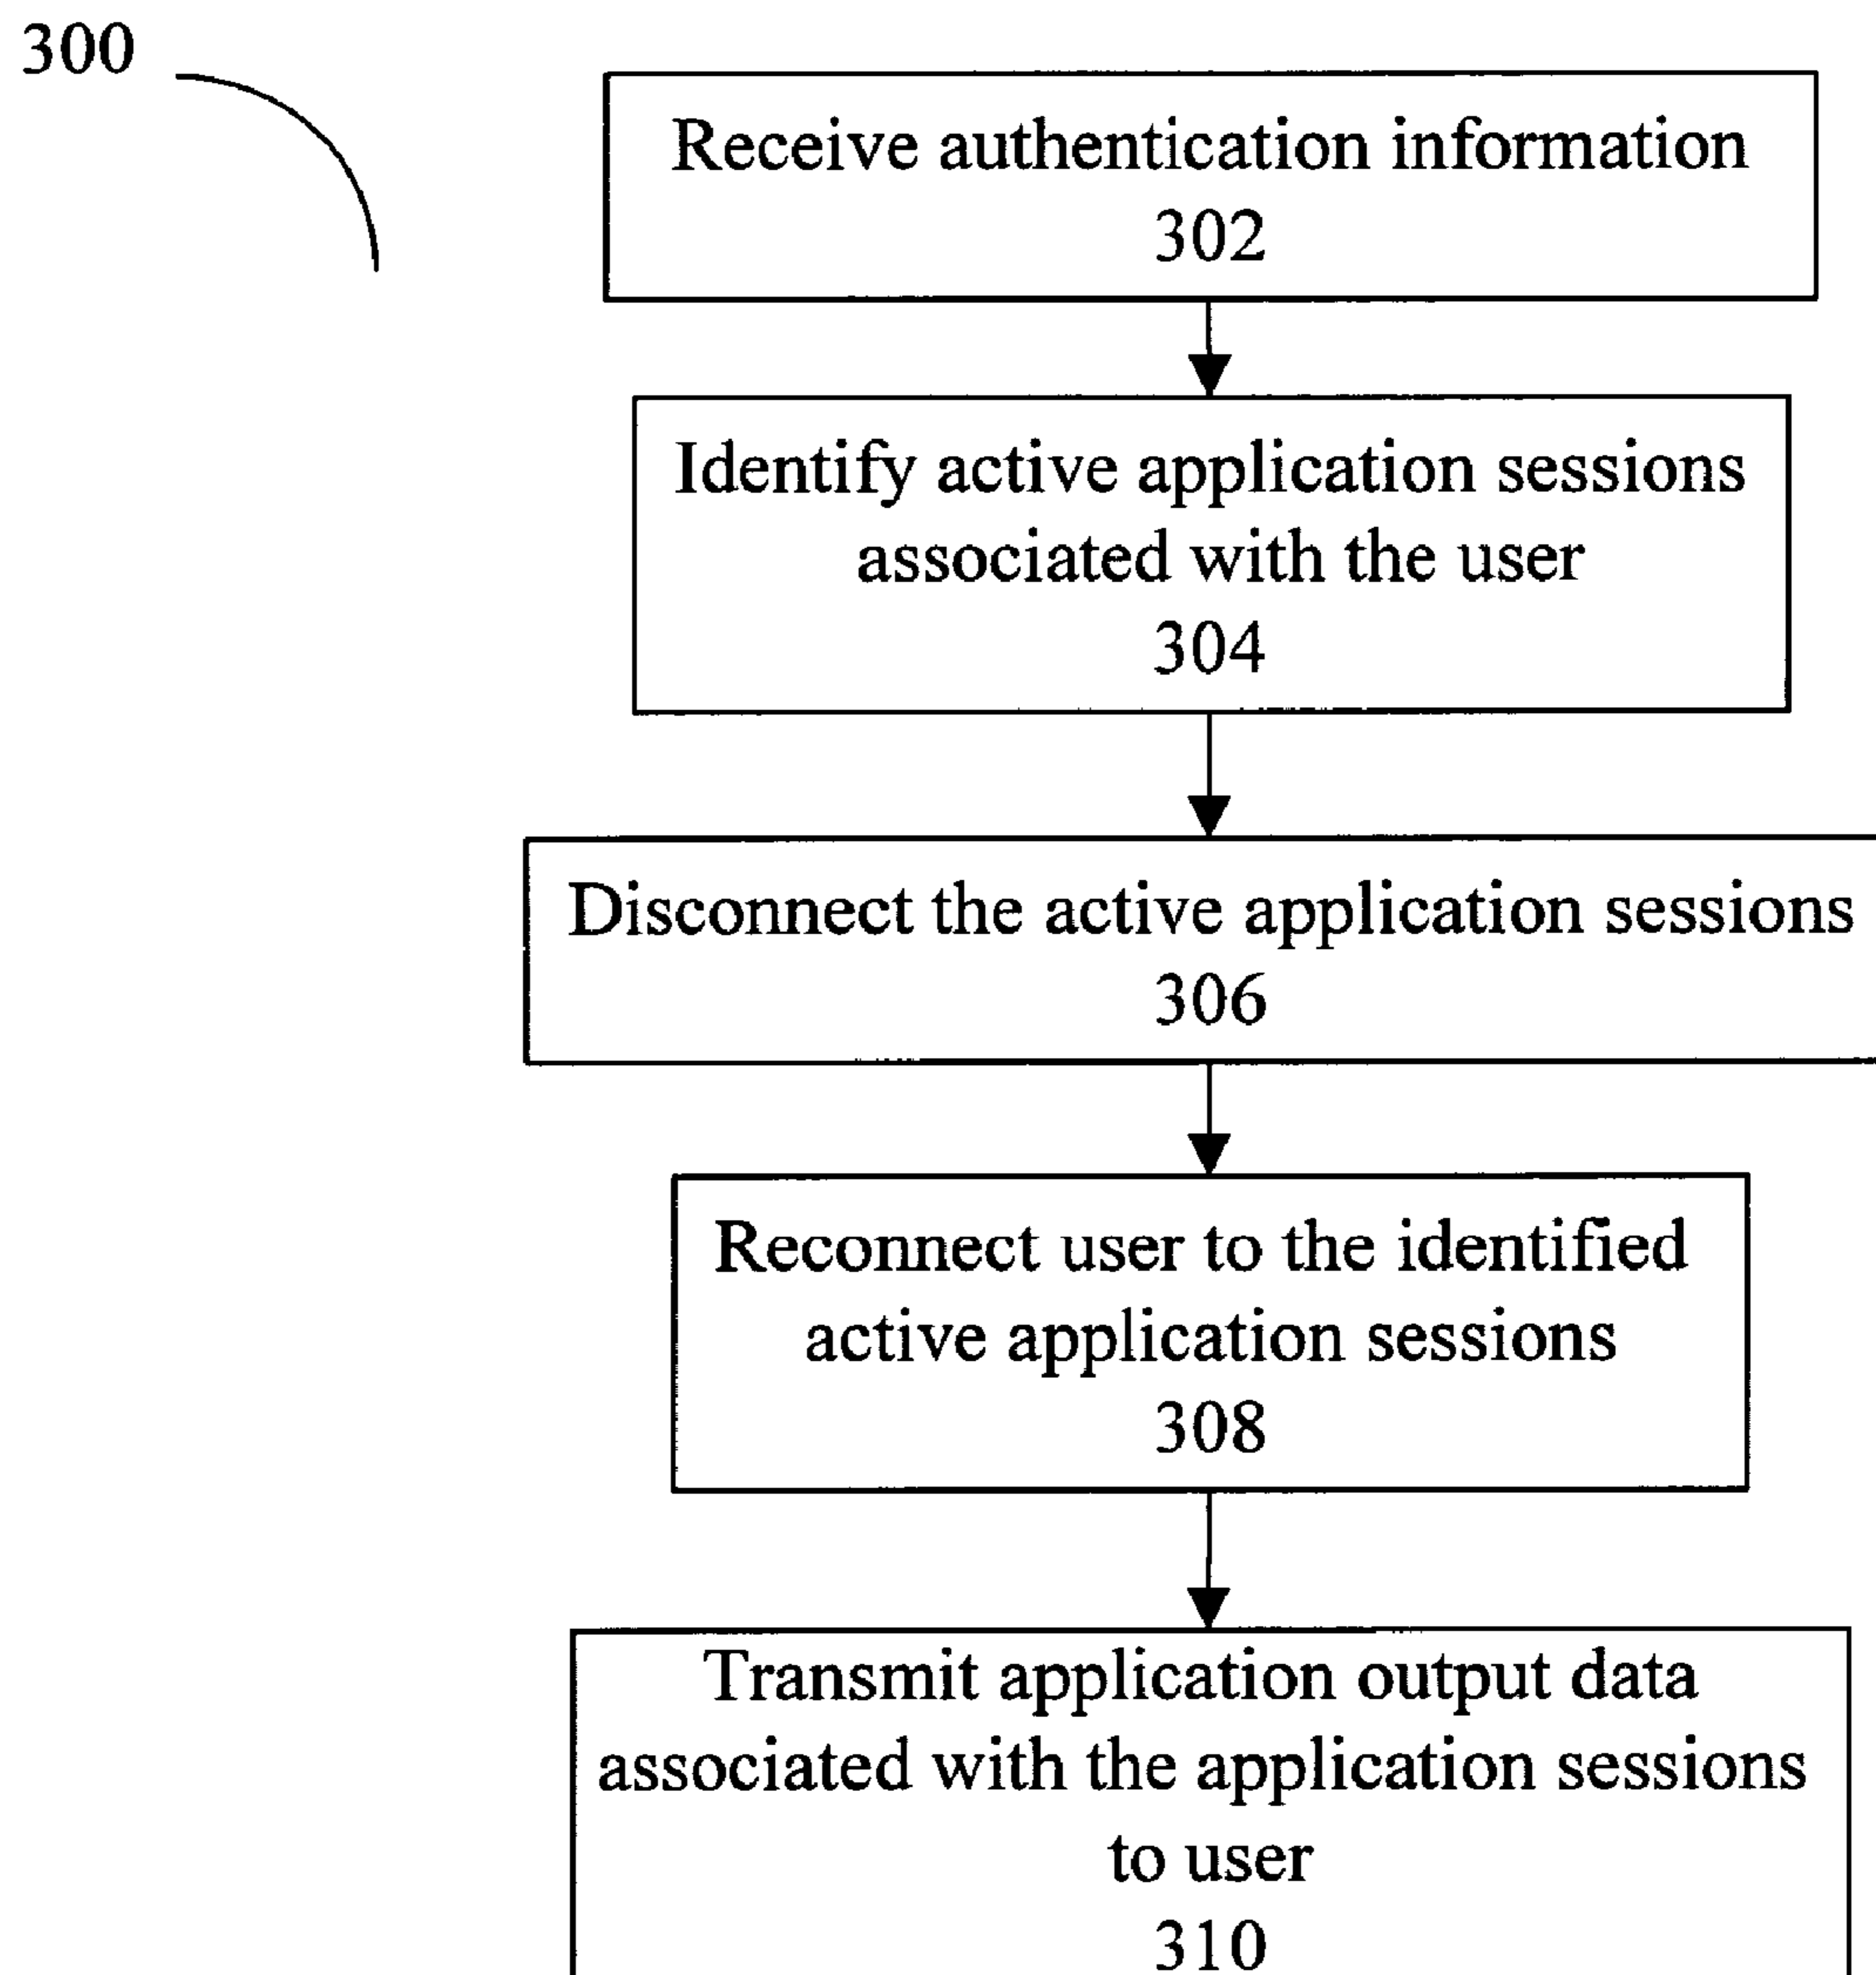 300
Receive authentication information
302
Identify active application sessions
associated with the user
304
Disconnect the active application sessions
306
Reconnect user to the identified
active application sessions
308
Transmit application output data
associated with the application sessions
to user
310